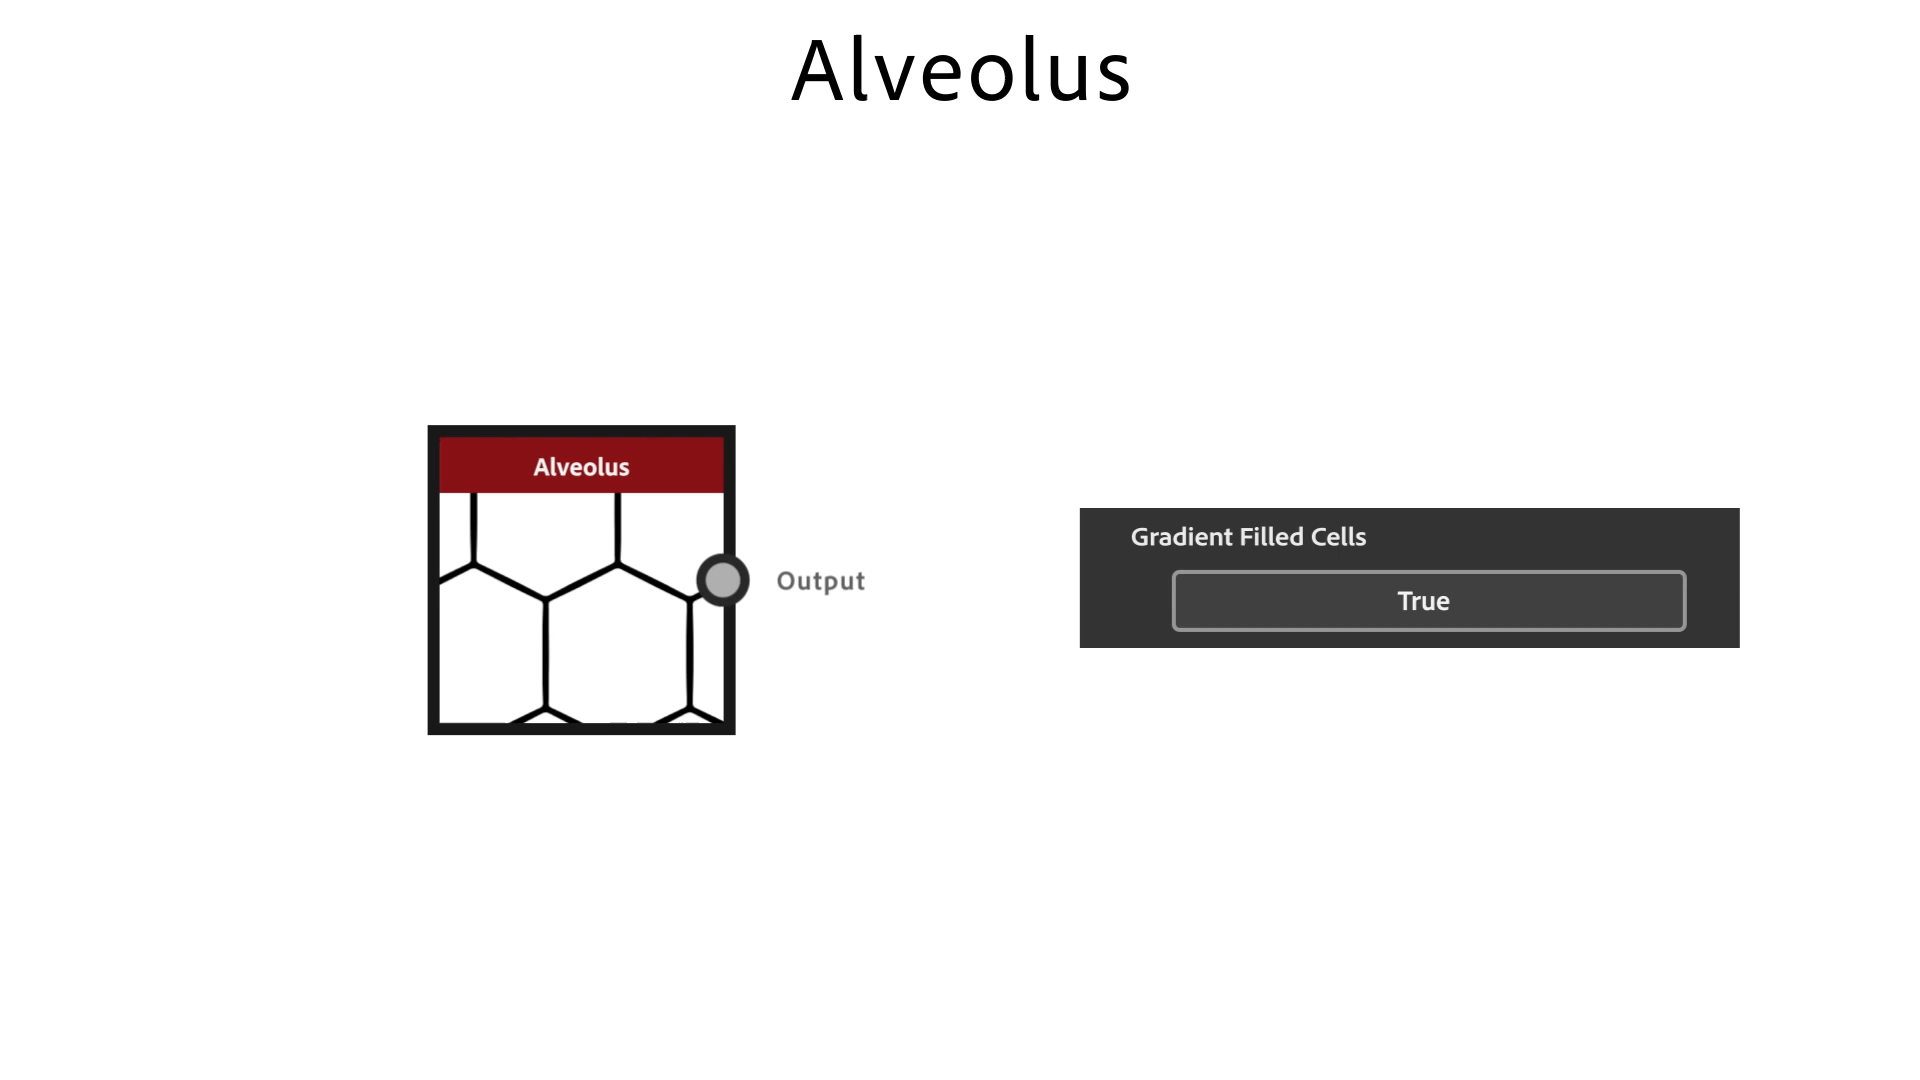 Alveolus
Alveolus
Output
Gradient Filled Cells
True